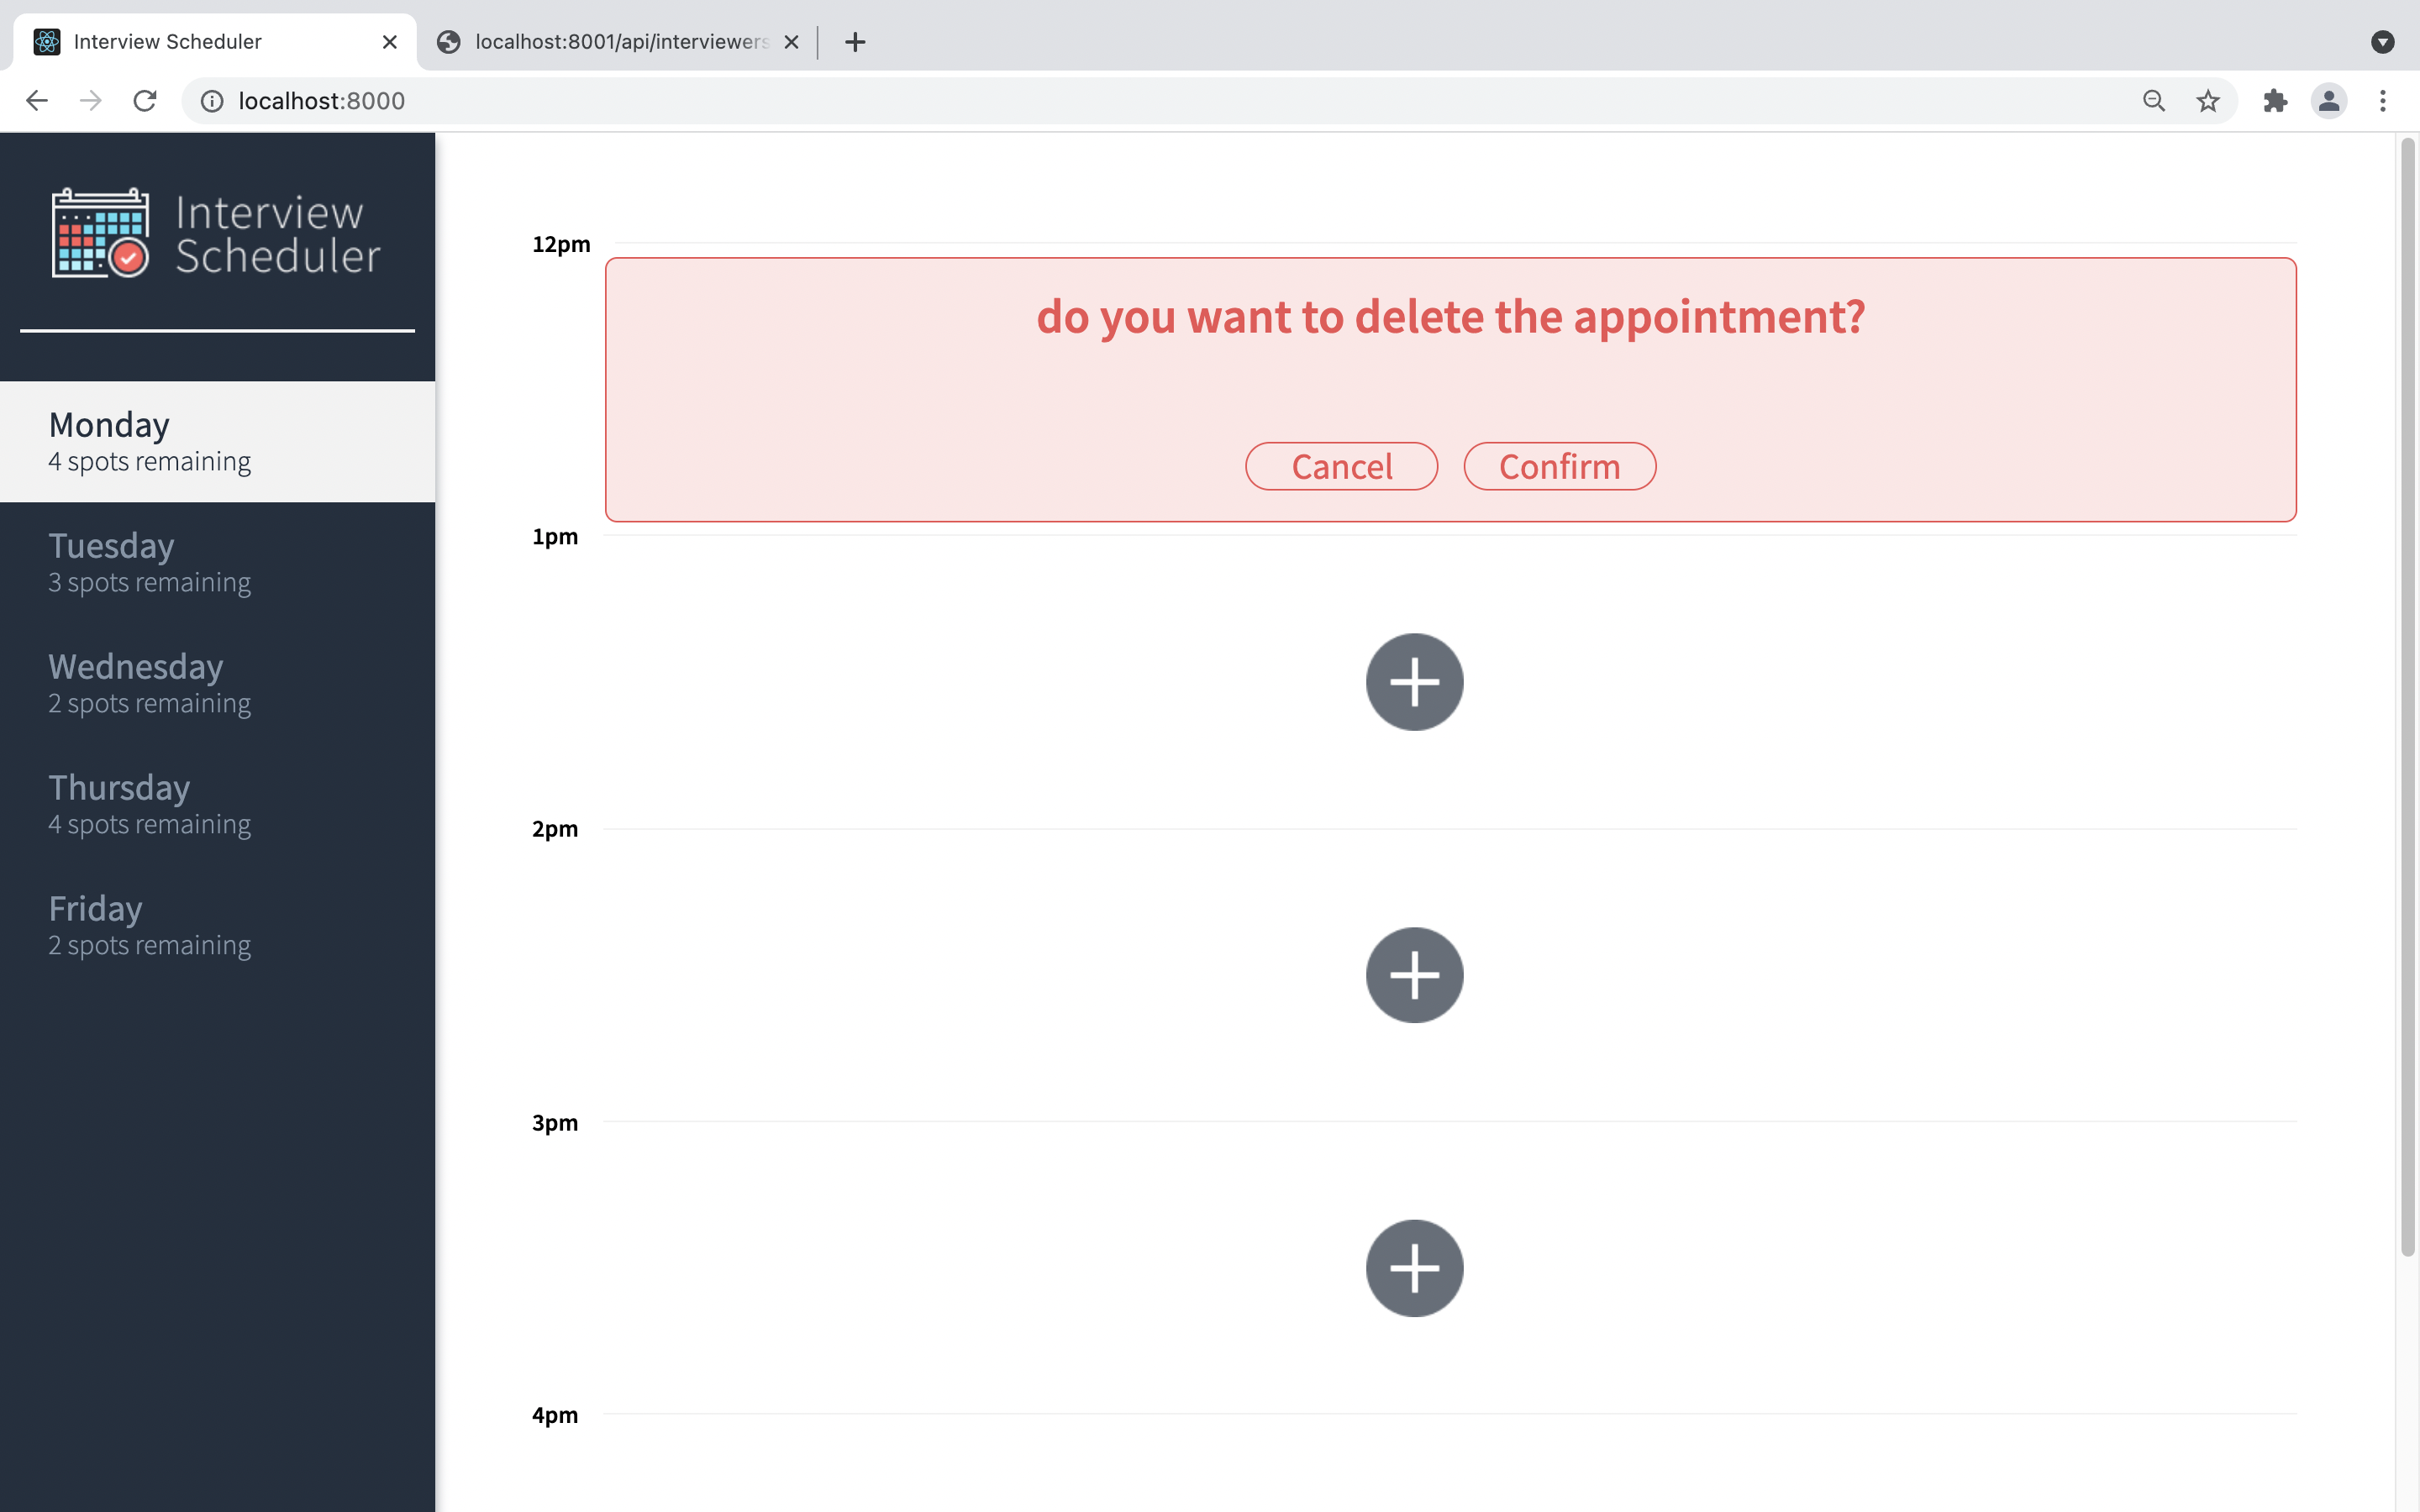 Interview Scheduler
localhost:8001/api/interviewers
localhost:8000
Interview
Scheduler
Monday
4 spots remaining
Tuesday
3 spots remaining
Wednesday
2 spots remaining
Thursday
4 spots remaining
Friday
2 spots remaining
12pm
do you want to delete the appointment?
Cancel Confirm
1pm
2pm
3pm
4pm